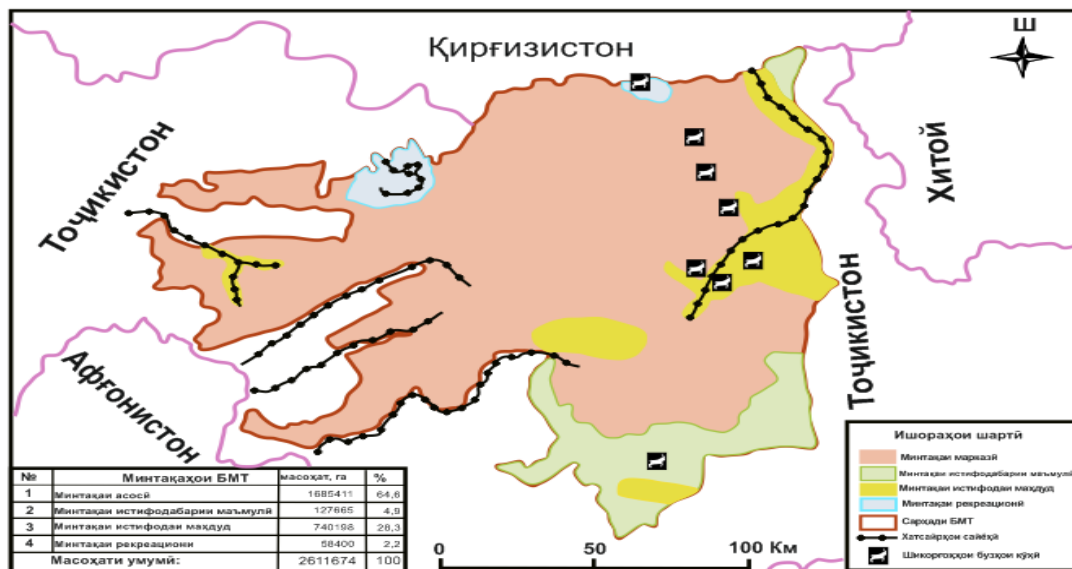 Қирғизистон
Ш
Тоҷикистон
Хитой
Афғонистон
Тоҷикистон
№ Минтақаҳои БМТ масоҳат, га %
1 Минтақаи асосӣ 1685411 64,6
2 Минтақаи истифодабарии маъмулӣ 127665 4,9
3 Минтақаи истифодаи маҳдуд 740198 28,3
4 Минтақаи рекреациони 58400 2,2
Масоҳати умумӣ: 2611674 100
0 50 100 Км
Ишораҳои шартӣ
Минтақаи марказӣ
Минтақаи истифодабарии маъмулӣ
Минтақаи истифодаи маҳдуд
Минтақаи рекреационӣ
Сарҳади БМТ
Хатсайрҳои сайёҳӣ
Шикоргоҳҳои бузҳои кӯҳӣ